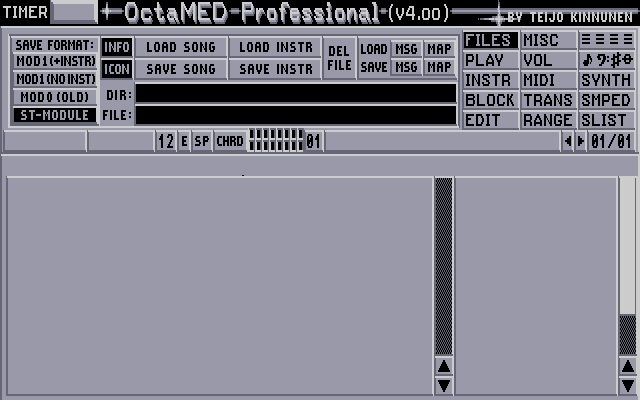 TIMER OctaMED Professional (v4.00) BY TEIJO KINNUNEN
SAVE FORMAT: INFO LOAD SONG LOAD INSTR DEL FILE LOAD MSG MAP FILES MISC
MOD1(+INSTR) PLAY VOL
MOD1(NO INST) ICON SAVE SONG SAVE INSTR SAVE MSG MAP INSTR MIDI SYNTH
MOD0 (OLD) DIR: BLOCK TRANS SMPED
ST-MODULE FILE: EDIT RANGE SLIST
12 E SP CHRD 01 01/01